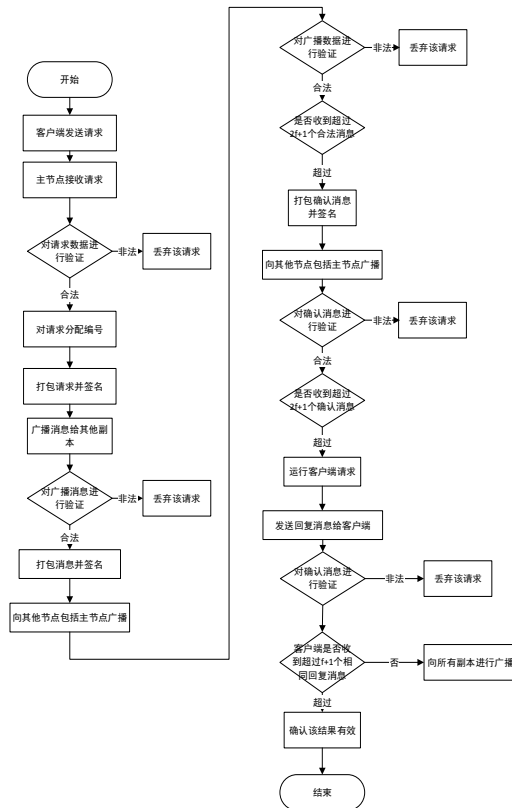 开始
客户端发送请求
主节点接收请求
对请求数据进
行验证
非法
丢弃该请求
合法
对请求分配编号
打包请求并签名
广播消息给其他副
本
对广播消息进
行验证
非法
丢弃该请求
合法
打包消息并签名
向其他节点包括主节点广播
对广播数据进
行验证
非法
丢弃该请求
合法
是否收到超过
2f+1个合法消息
超过
打包确认消息
并签名
向其他节点包括主节点广播
对确认消息进
行验证
非法
丢弃该请求
合法
是否收到超过
2f+1个确认消息
超过
运行客户端请求
发送回复消息给客户端
对确认消息进
行验证
非法
丢弃该请求
客户端是否收
到超过f+1个相
同回复消息
否
向所有副本进行广播
超过
确认该结果有效
结束